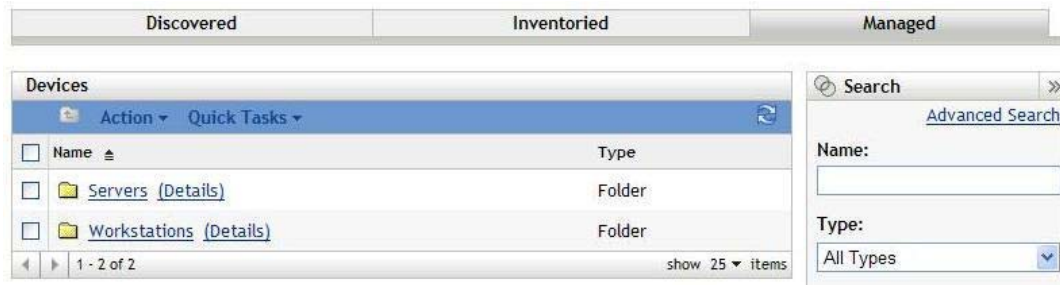 Discovered Inventoried Managed
Devices
Action Quick Tasks
Name Type
Servers (Details) Folder
Workstations (Details) Folder
1 - 2 of 2 show 25 items
Search
Advanced Search
Name:
Type:
All Types